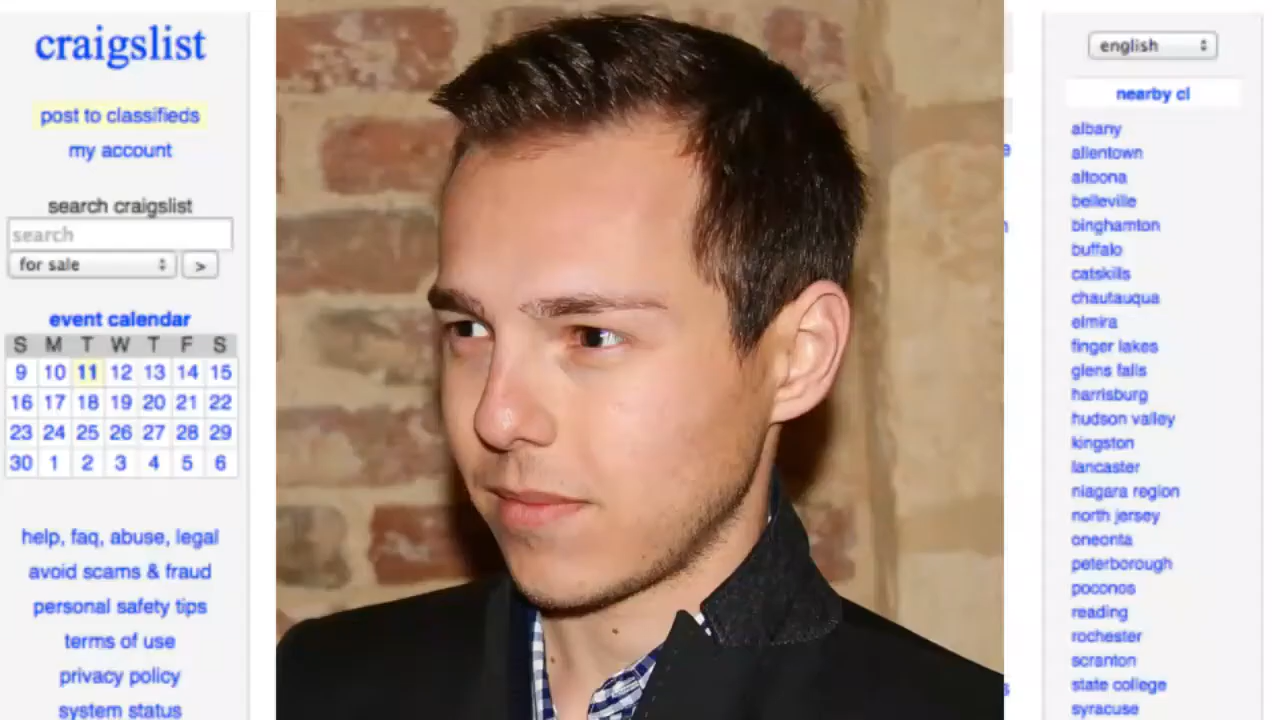 craigslist
post to classifieds
my account
search craigslist
search
for sale
>
event calendar
S M T W T F S
9 10 11 12 13 14 15
16 17 18 19 20 21 22
23 24 25 26 27 28 29
30 1 2 3 4 5 6
help, faq, abuse, legal
avoid scams & fraud
personal safety tips
terms of use
privacy policy
system status
english
nearby cl
albany
allentown
altoona
belleville
binghamton
buffalo
catskills
chautauqua
elmira
finger lakes
glens falls
harrisburg
hudson valley
kingston
lancaster
niagara region
north jersey
oneonta
peterborough
poconos
reading
rochester
scranton
state college
syracuse